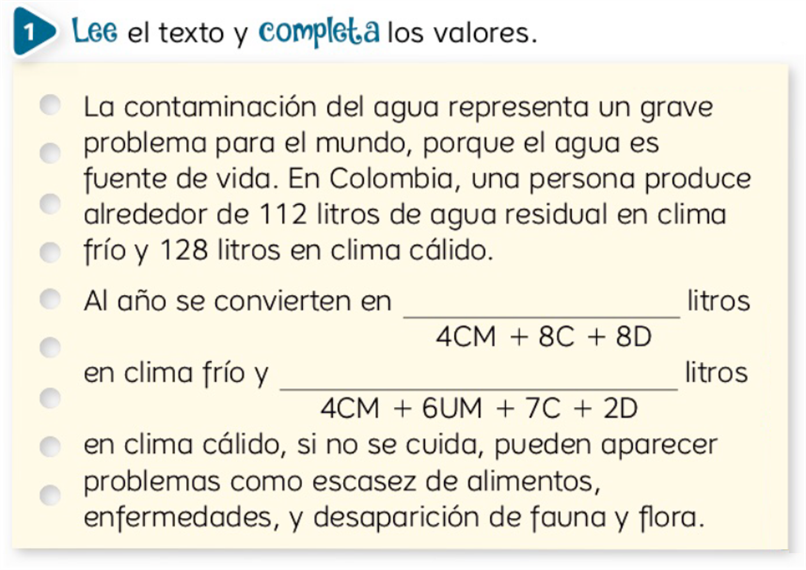 1 Lee el texto y completa los valores.
La contaminación del agua representa un grave
problema para el mundo, porque el agua es
fuente de vida. En Colombia, una persona produce
alrededor de 112 litros de agua residual en clima
frío y 128 litros en clima cálido.
Al año se convierten en ____________ litros
4CM + 8C + 8D
en clima frío y ____________ litros
4CM + 6UM + 7C + 2D
en clima cálido, si no se cuida, pueden aparecer
problemas como escasez de alimentos,
enfermedades, y desaparición de fauna y flora.